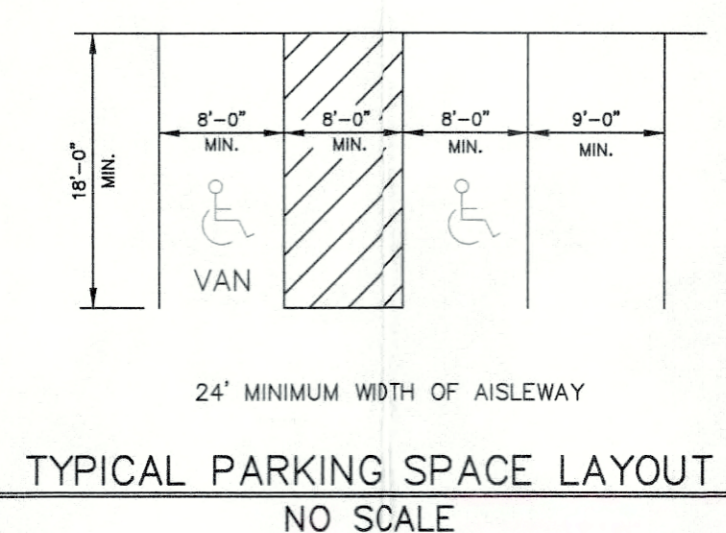 8'-0" 8'-0" 8'-0" 9'-0"
MIN. MIN. MIN. MIN.
18'-0"
MIN.
VAN
24' MINIMUM WIDTH OF AISLEWAY
TYPICAL PARKING SPACE LAYOUT
NO SCALE